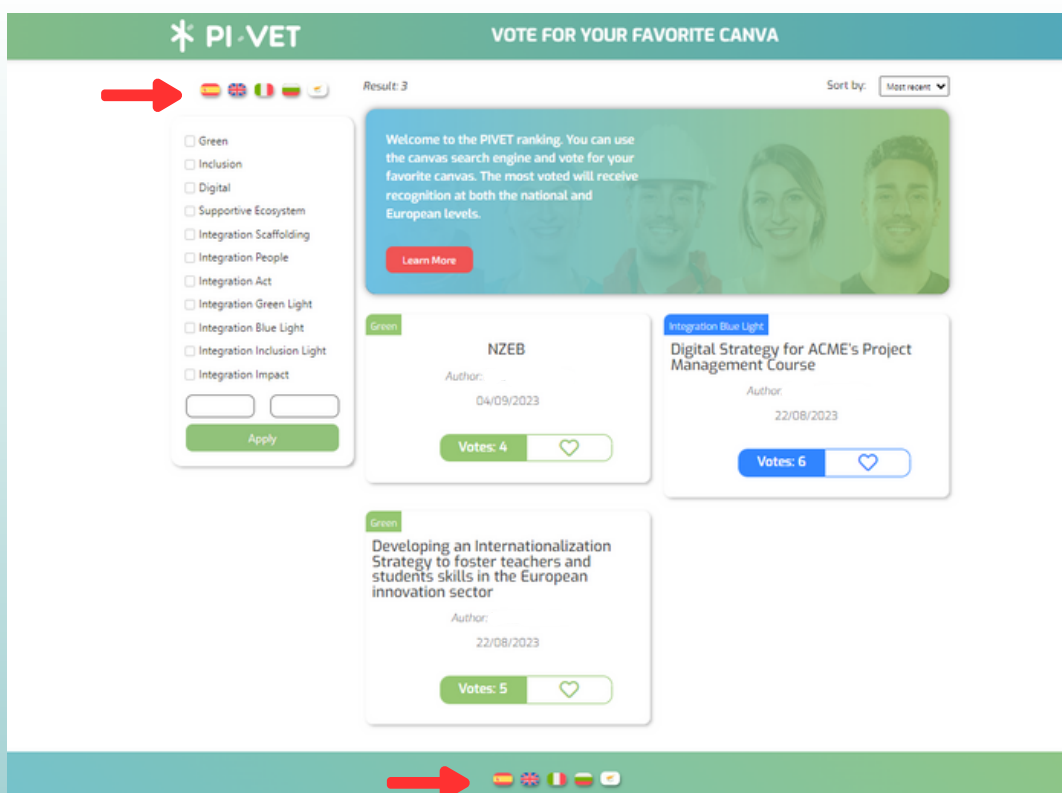 PI-VET
VOTE FOR YOUR FAVORITE CANVA
Result: 3
Sort by:
Most recent
Green
Inclusion
Digital
Supportive Ecosystem
Integration Scaffolding
Integration People
Integration Act
Integration Green Light
Integration Blue Light
Integration Inclusion Light
Integration Impact
Apply
Welcome to the PIVET ranking. You can use
the canvas search engine and vote for your
favorite canvas. The most voted will receive
recognition at both the national and
European levels.
Learn More
Green
NZEB
Author:
04/09/2023
Votes: 4
Integration Blue Light
Digital Strategy for ACME's Project
Management Course
Author:
22/08/2023
Votes: 6
Green
Developing an Internationalization
Strategy to foster teachers and
students skills in the European
innovation sector
Author:
22/08/2023
Votes: 5